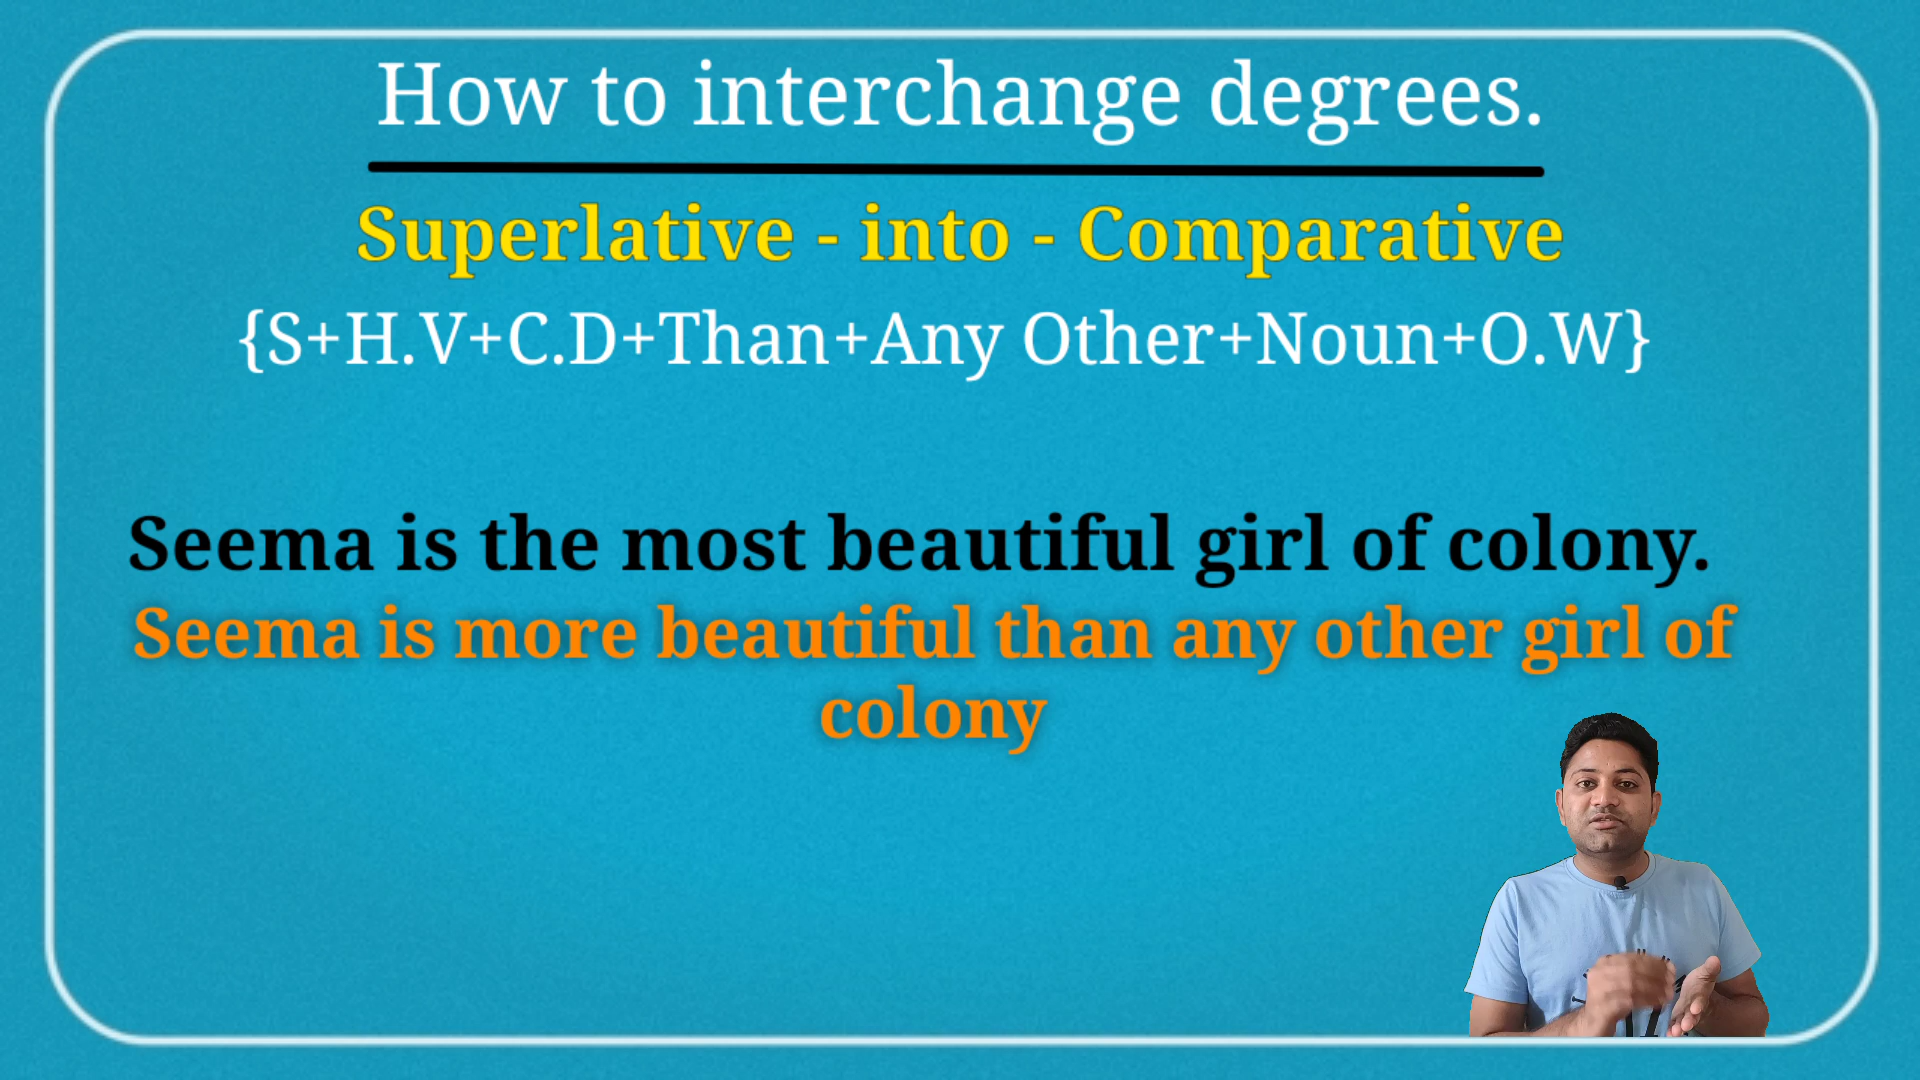 How to interchange degrees.
Superlative - into - Comparative
{S+H.V+C.D+Than+Any Other+Noun+O.W}
Seema is the most beautiful girl of colony.
Seema is more beautiful than any other girl of
colony